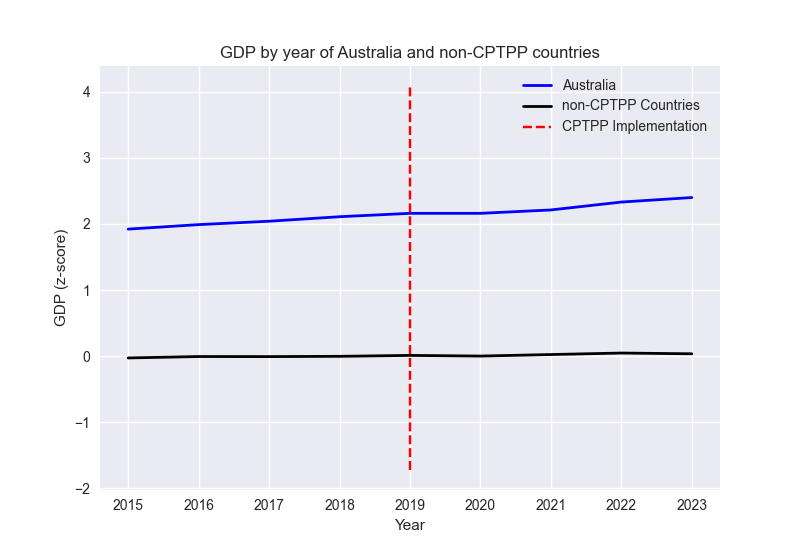 GDP by year of Australia and non-CPTPP countries
Australia
non-CPTPP Countries
CPTPP Implementation
GDP (z-score)
4
3
2
1
0
−1
−2
2015 2016 2017 2018 2019 2020 2021 2022 2023
Year